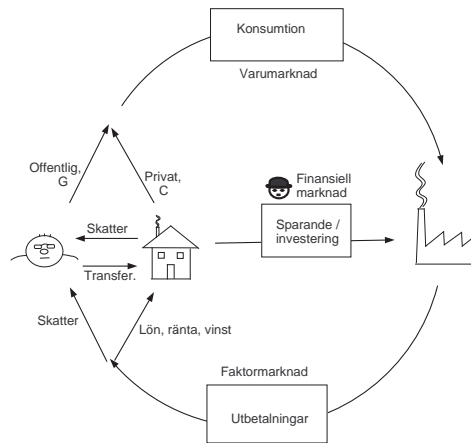 Konsumtion
Varumarknad
Offentlig,
G
Privat,
C
Finansiell
marknad
Skatter
Sparande /
investering
Transfer.
Skatter
Lön, ränta, vinst
Faktormarknad
Utbetalningar